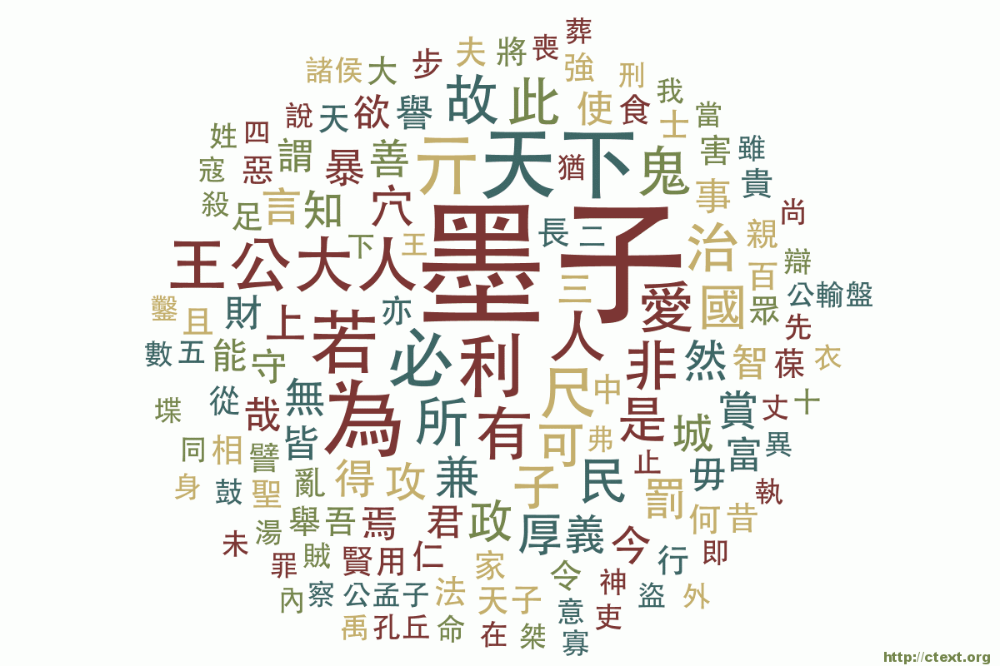 葬
夫 將 喪
諸侯 大 步 強 刑
說 天 欲 譽 故 此 使 食 我
士 當
姓 四 謂 暴 善 亓 天下 猶 鬼 害 雖
寇 惡 事 貴
殺 足 言 知 穴 長 二 尚
王公大人 下 王 墨子 治 親 辯
三 百 公輸盤
鑿 且 財 上 亦 愛 國 眾 先
數 五 能 守 若 必 利 人 非 然 智 葆 衣
堞 從 哉 無 為 所 有 尺 中 是 城 賞 丈 十
同 相 譬 皆 可 弗 富 異
身 鼓 聖 亂 得 攻 兼 子 民 止 罰 毋 執
未 湯 舉 吾 焉 君 政 厚 義 今 何 昔
罪 賊 賢 用 仁 家 令 神 行 即
內 察 公孟子 法 天子 意 吏 盜 外
禹 孔丘 命 在 桀 寡
http://ctext.org